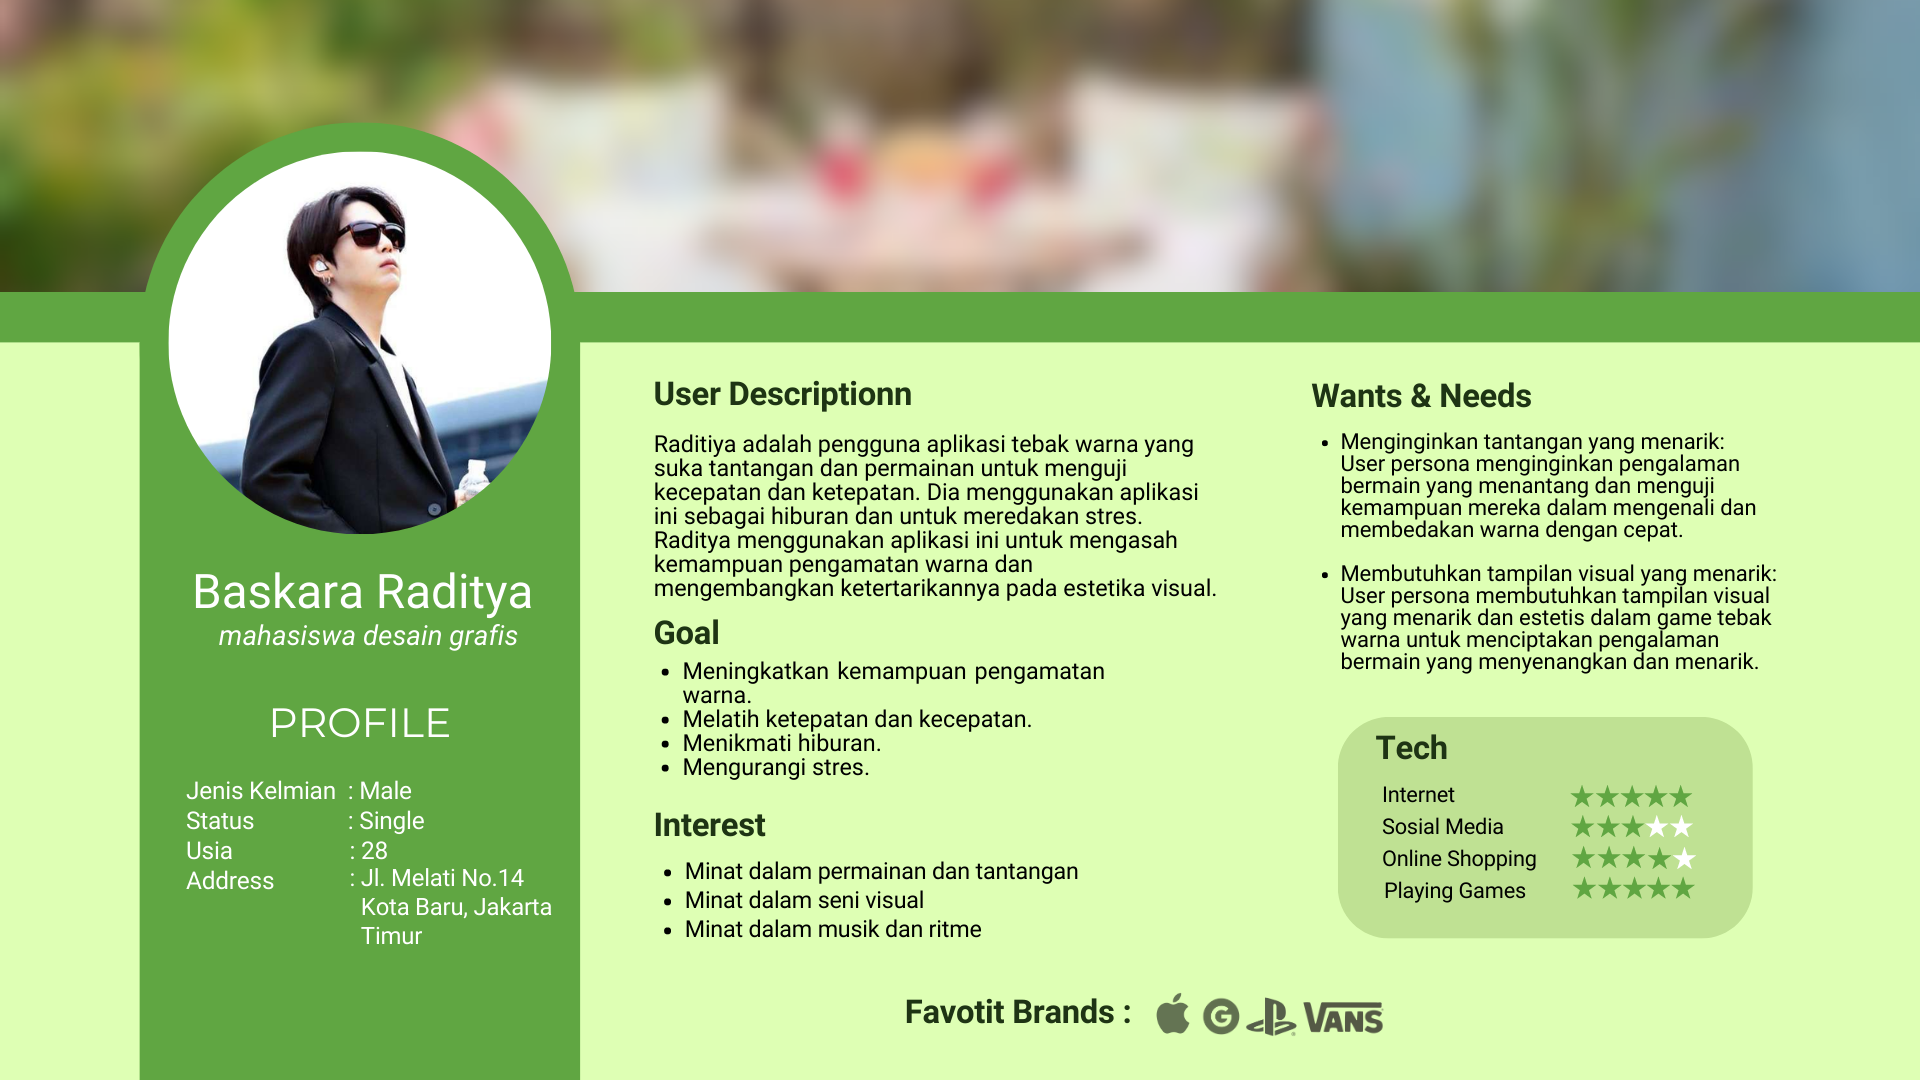 Baskara Raditya
mahasiswa desain grafis
PROFILE
Jenis Kelmian : Male
Status : Single
Usia : 28
Address : Jl. Melati No.14
Kota Baru, Jakarta
Timur
User Descriptionn
Raditiya adalah pengguna aplikasi tebak warna yang
suka tantangan dan permainan untuk menguji
kecepatan dan ketepatan. Dia menggunakan aplikasi
ini sebagai hiburan dan untuk meredakan stres.
Raditya menggunakan aplikasi ini untuk mengasah
kemampuan pengamatan warna dan
mengembangkan ketertarikannya pada estetika visual.
Goal
• Meningkatkan kemampuan pengamatan
warna.
• Melatih ketepatan dan kecepatan.
• Menikmati hiburan.
• Mengurangi stres.
Interest
• Minat dalam permainan dan tantangan
• Minat dalam seni visual
• Minat dalam musik dan ritme
Wants & Needs
• Menginginkan tantangan yang menarik:
User persona menginginkan pengalaman
bermain yang menantang dan menguji
kemampuan mereka dalam mengenali dan
membedakan warna dengan cepat.
• Membutuhkan tampilan visual yang menarik:
User persona membutuhkan tampilan visual
yang menarik dan estetis dalam game tebak
warna untuk menciptakan pengalaman
bermain yang menyenangkan dan menarik.
Tech
Internet
Sosial Media
Online Shopping
Playing Games
Favotit Brands :
G
VANS